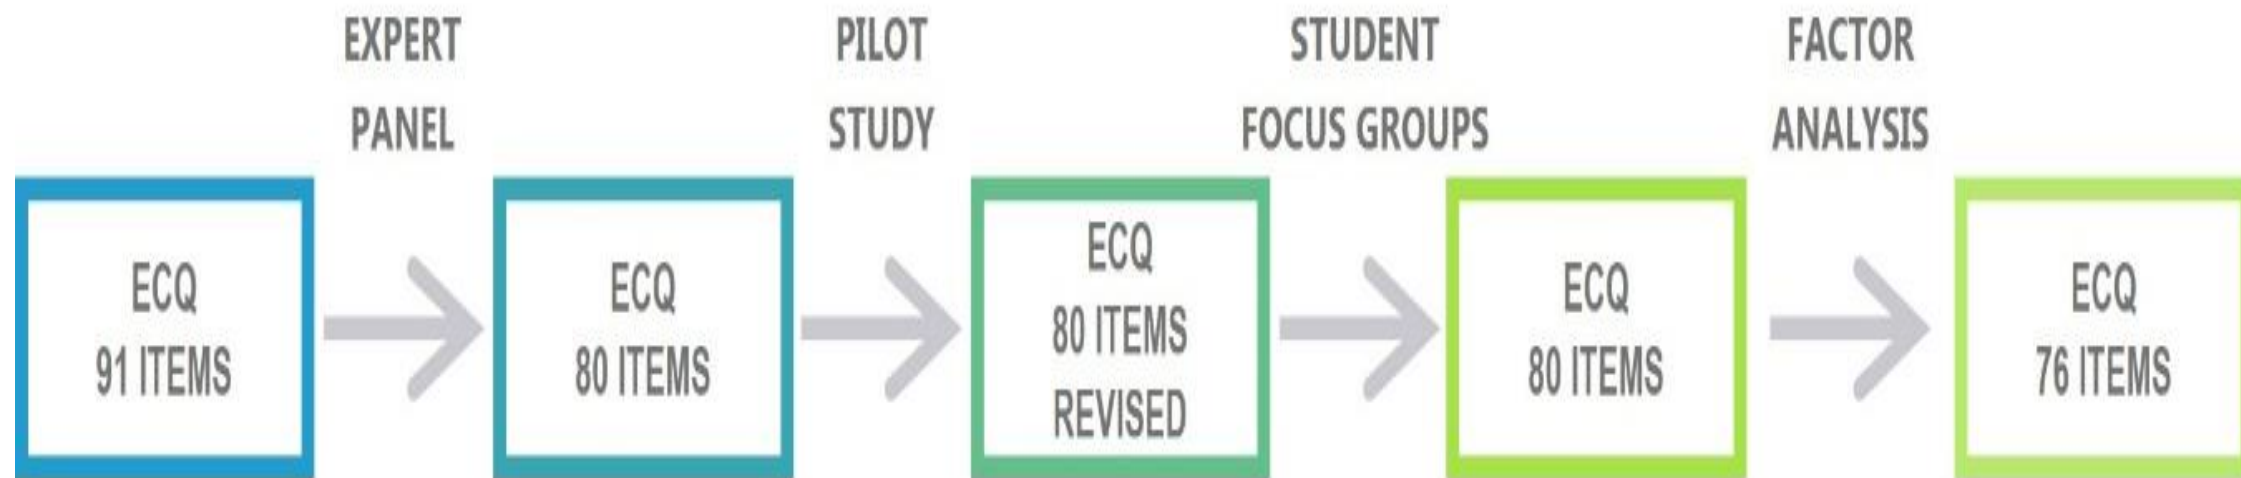 EXPERT
PANEL
PILOT
STUDY
STUDENT
FOCUS GROUPS
FACTOR
ANALYSIS
ECQ
91 ITEMS
ECQ
80 ITEMS
ECQ
80 ITEMS
REVISED
ECQ
80 ITEMS
ECQ
76 ITEMS